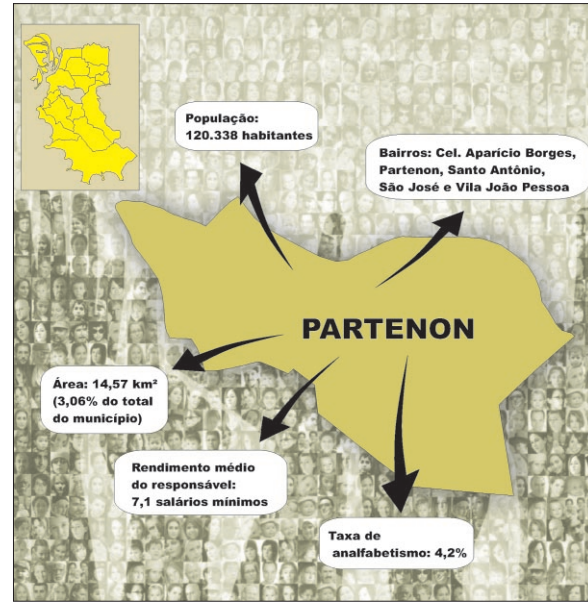 População:
120.338 habitantes
Bairros: Cel. Aparício Borges,
Partenon, Santo Antônio,
São José e Vila João Pessoa
PARTENON
Área: 14,57 km²
(3,06% do total
do município)
Rendimento médio
do responsável:
7,1 salários mínimos
Taxa de
analfabetismo: 4,2%